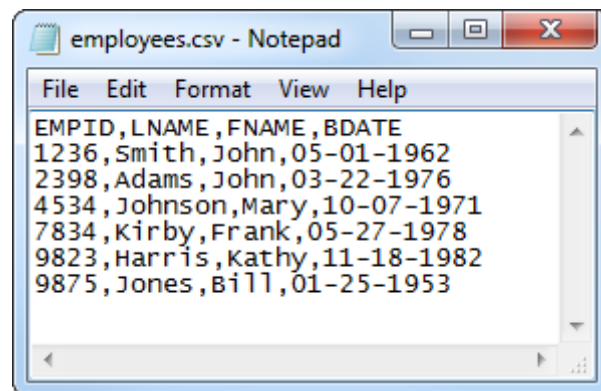 employees.csv - Notepad
File Edit Format View Help
EMPID,LNAME,FNAME,BDATE
1236,Smith,John,05-01-1962
2398,Adams,John,03-22-1976
4534,Johnson,Mary,10-07-1971
7834,Kirby,Frank,05-27-1978
9823,Harris,Kathy,11-18-1982
9875,Jones,Bill,01-25-1953